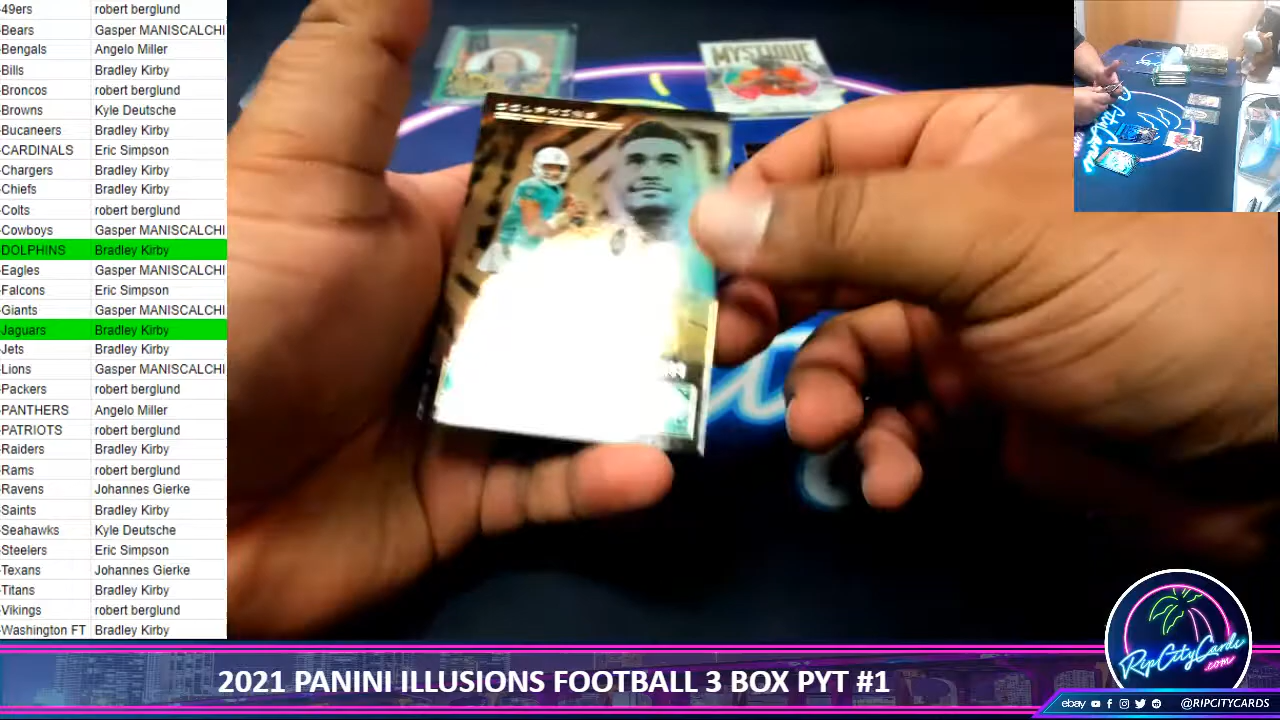 -49ers robert berglund
-Bears Gasper MANISCALCHI
-Bengals Angelo Miller
-Bills Bradley Kirby
-Broncos robert berglund
-Browns Kyle Deutsche
-Bucaneers Bradley Kirby
-CARDINALS Eric Simpson
-Chargers Bradley Kirby
-Chiefs Bradley Kirby
-Colts robert berglund
-Cowboys Gasper MANISCALCHI
-DOLPHINS Bradley Kirby
-Eagles Gasper MANISCALCHI
-Falcons Eric Simpson
-Giants Gasper MANISCALCHI
-Jaguars Bradley Kirby
-Jets Bradley Kirby
-Lions Gasper MANISCALCHI
-Packers robert berglund
-PANTHERS Angelo Miller
-PATRIOTS robert berglund
-Raiders Bradley Kirby
-Rams robert berglund
-Ravens Johannes Gierke
-Saints Bradley Kirby
-Seahawks Kyle Deutsche
-Steelers Eric Simpson
-Texans Johannes Gierke
-Titans Bradley Kirby
-Vikings robert berglund
-Washington FT Bradley Kirby
MYSTIQUE
DOLPHINS
RipCityCards
.com
2021 PANINI ILLUSIONS FOOTBALL 3 BOX PYT #1
ebay @RIPCITYCARDS